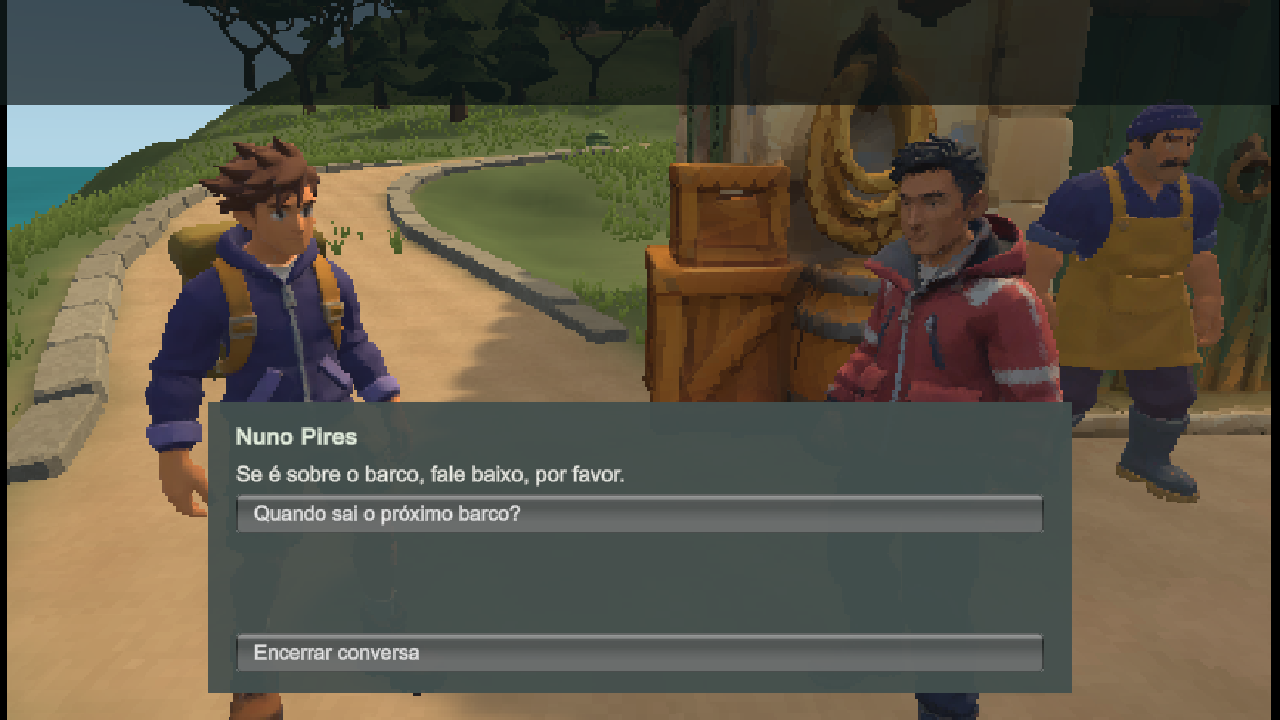 Nuno Pires
Se é sobre o barco, fale baixo, por favor.
Quando sai o próximo barco?
Encerrar conversa